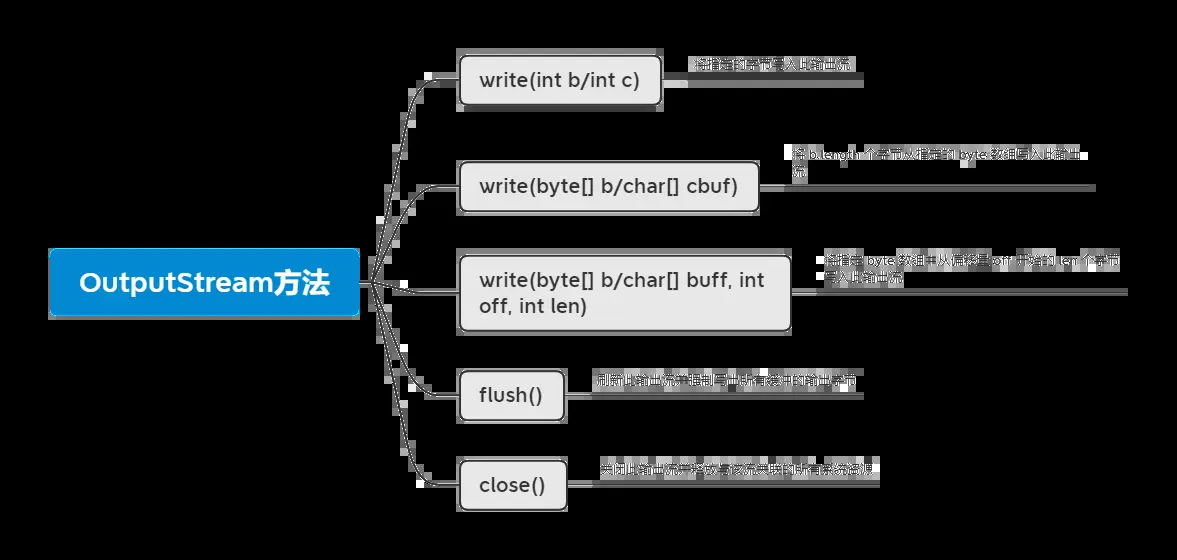 write(int b/int c)
将指定的字节写入此输出流
write(byte[] b/char[] cbuf)
将 b.length 个字节从指定的 byte 数组写入此输出
流
OutputStream方法
write(byte[] b/char[] buff, int
off, int len)
将指定 byte 数组中从偏移量 off 开始的 len 个字节
写入此输出流
flush()
刷新此输出流并强制写出所有缓冲的输出字节
close()
关闭此输出流并释放与该流关联的所有系统资源